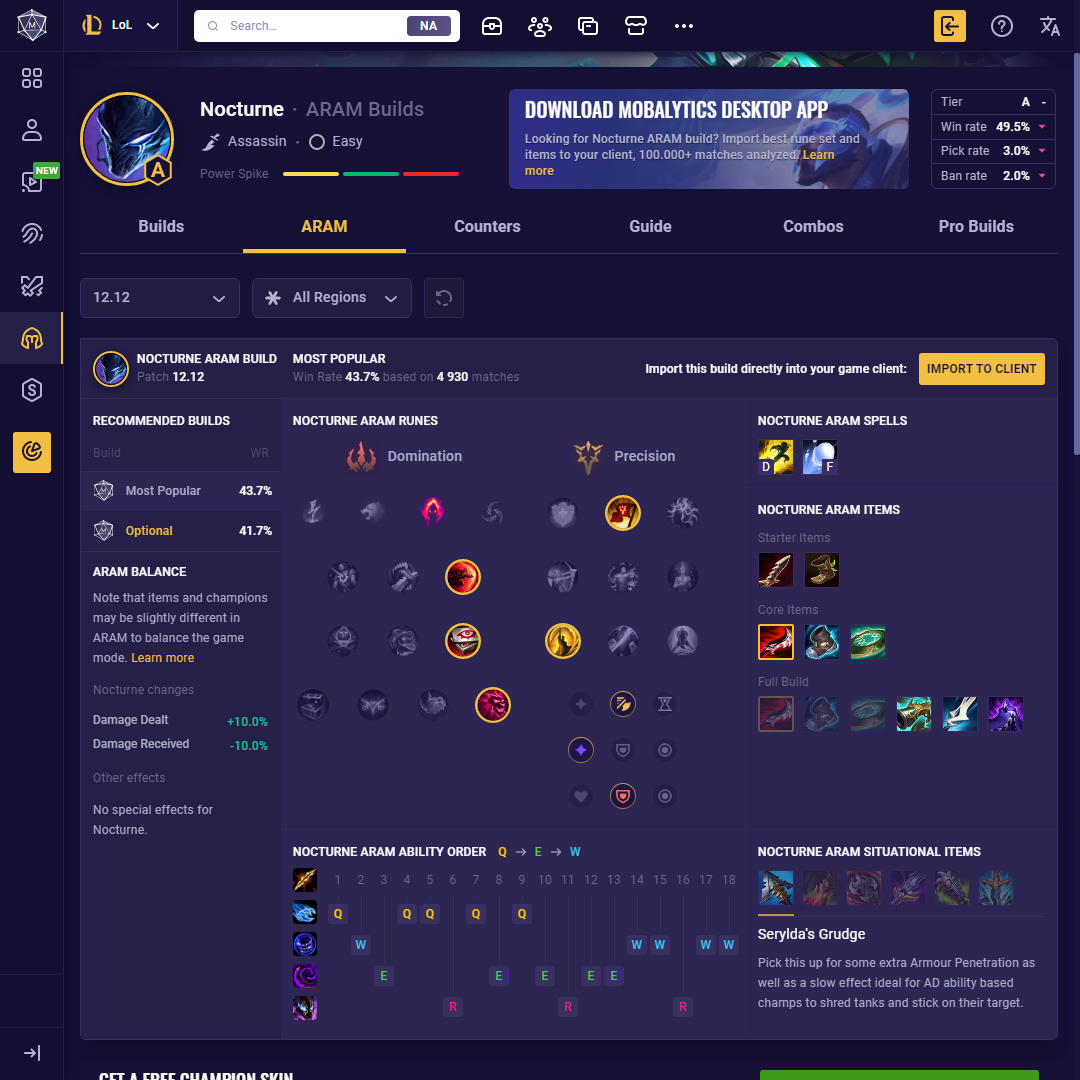 LoL
Search...
NA
NEW
Nocturne · ARAM Builds
Assassin · Easy
Power Spike
A
DOWNLOAD MOBALYTICS DESKTOP APP
Looking for Nocturne ARAM build? Import best rune set and
items to your client, 100.000+ matches analyzed. Learn
more
Tier A -
Win rate 49.5%
Pick rate 3.0%
Ban rate 2.0%
Builds ARAM Counters Guide Combos Pro Builds
12.12
All Regions
NOCTURNE ARAM BUILD
Patch 12.12
MOST POPULAR
Win Rate 43.7% based on 4 930 matches
Import this build directly into your game client:
IMPORT TO CLIENT
RECOMMENDED BUILDS
Build WR
Most Popular 43.7%
Optional 41.7%
ARAM BALANCE
Note that items and champions
may be slightly different in
ARAM to balance the game
mode. Learn more
Nocturne changes
Damage Dealt +10.0%
Damage Received -10.0%
Other effects
No special effects for
Nocturne.
NOCTURNE ARAM RUNES
Domination
Precision
NOCTURNE ARAM SPELLS
D F
NOCTURNE ARAM ITEMS
Starter Items
Core Items
Full Build
NOCTURNE ARAM ABILITY ORDER Q → E → W
1 2 3 4 5 6 7 8 9 10 11 12 13 14 15 16 17 18
Q Q Q Q Q
W W W W W
E E E E E
R R R
NOCTURNE ARAM SITUATIONAL ITEMS
Serylda's Grudge
Pick this up for some extra Armour Penetration as
well as a slow effect ideal for AD ability based
champs to shred tanks and stick on their target.
GET A FREE CHAMPION SKIN